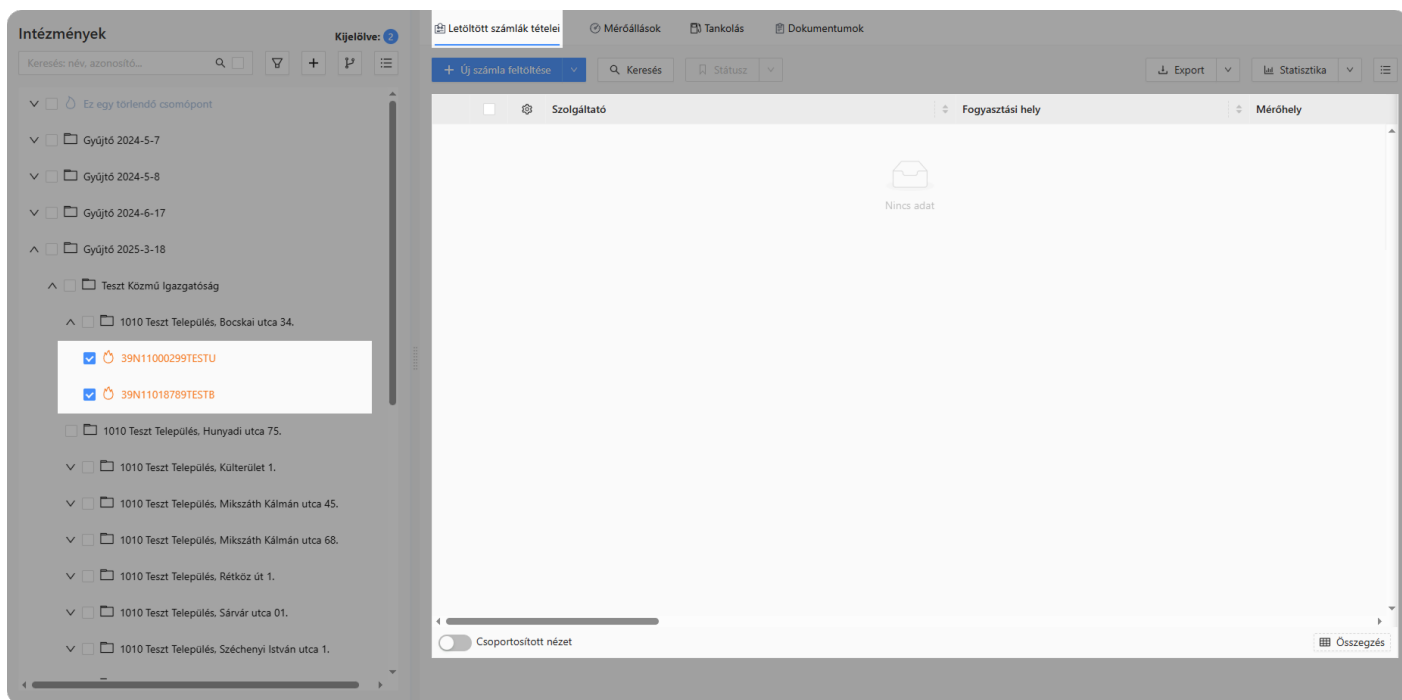 Intézmények
Kijelölve: 2
Keresés: név, azonosító...
Ez egy törlendő csomópont
Gyűjtő 2024-5-7
Gyűjtő 2024-5-8
Gyűjtő 2024-6-17
Gyűjtő 2025-3-18
Teszt Közmű Igazgatóság
1010 Teszt Település, Bocskai utca 34.
39N11000299TESTU
39N11018789TESTB
1010 Teszt Település, Hunyadi utca 75.
1010 Teszt Település, Külterület 1.
1010 Teszt Település, Mikszáth Kálmán utca 45.
1010 Teszt Település, Mikszáth Kálmán utca 68.
1010 Teszt Település, Rétköz út 1.
1010 Teszt Település, Sárvár utca 01.
1010 Teszt Település, Széchenyi István utca 1.
Letöltött számlák tételei
Mérőállások
Tankolás
Dokumentumok
Új számla feltöltése
Keresés
Státusz
Export
Statisztika
Szolgáltató
Fogyasztási hely
Mérőhely
Nincs adat
Csoportosított nézet
Összegzés